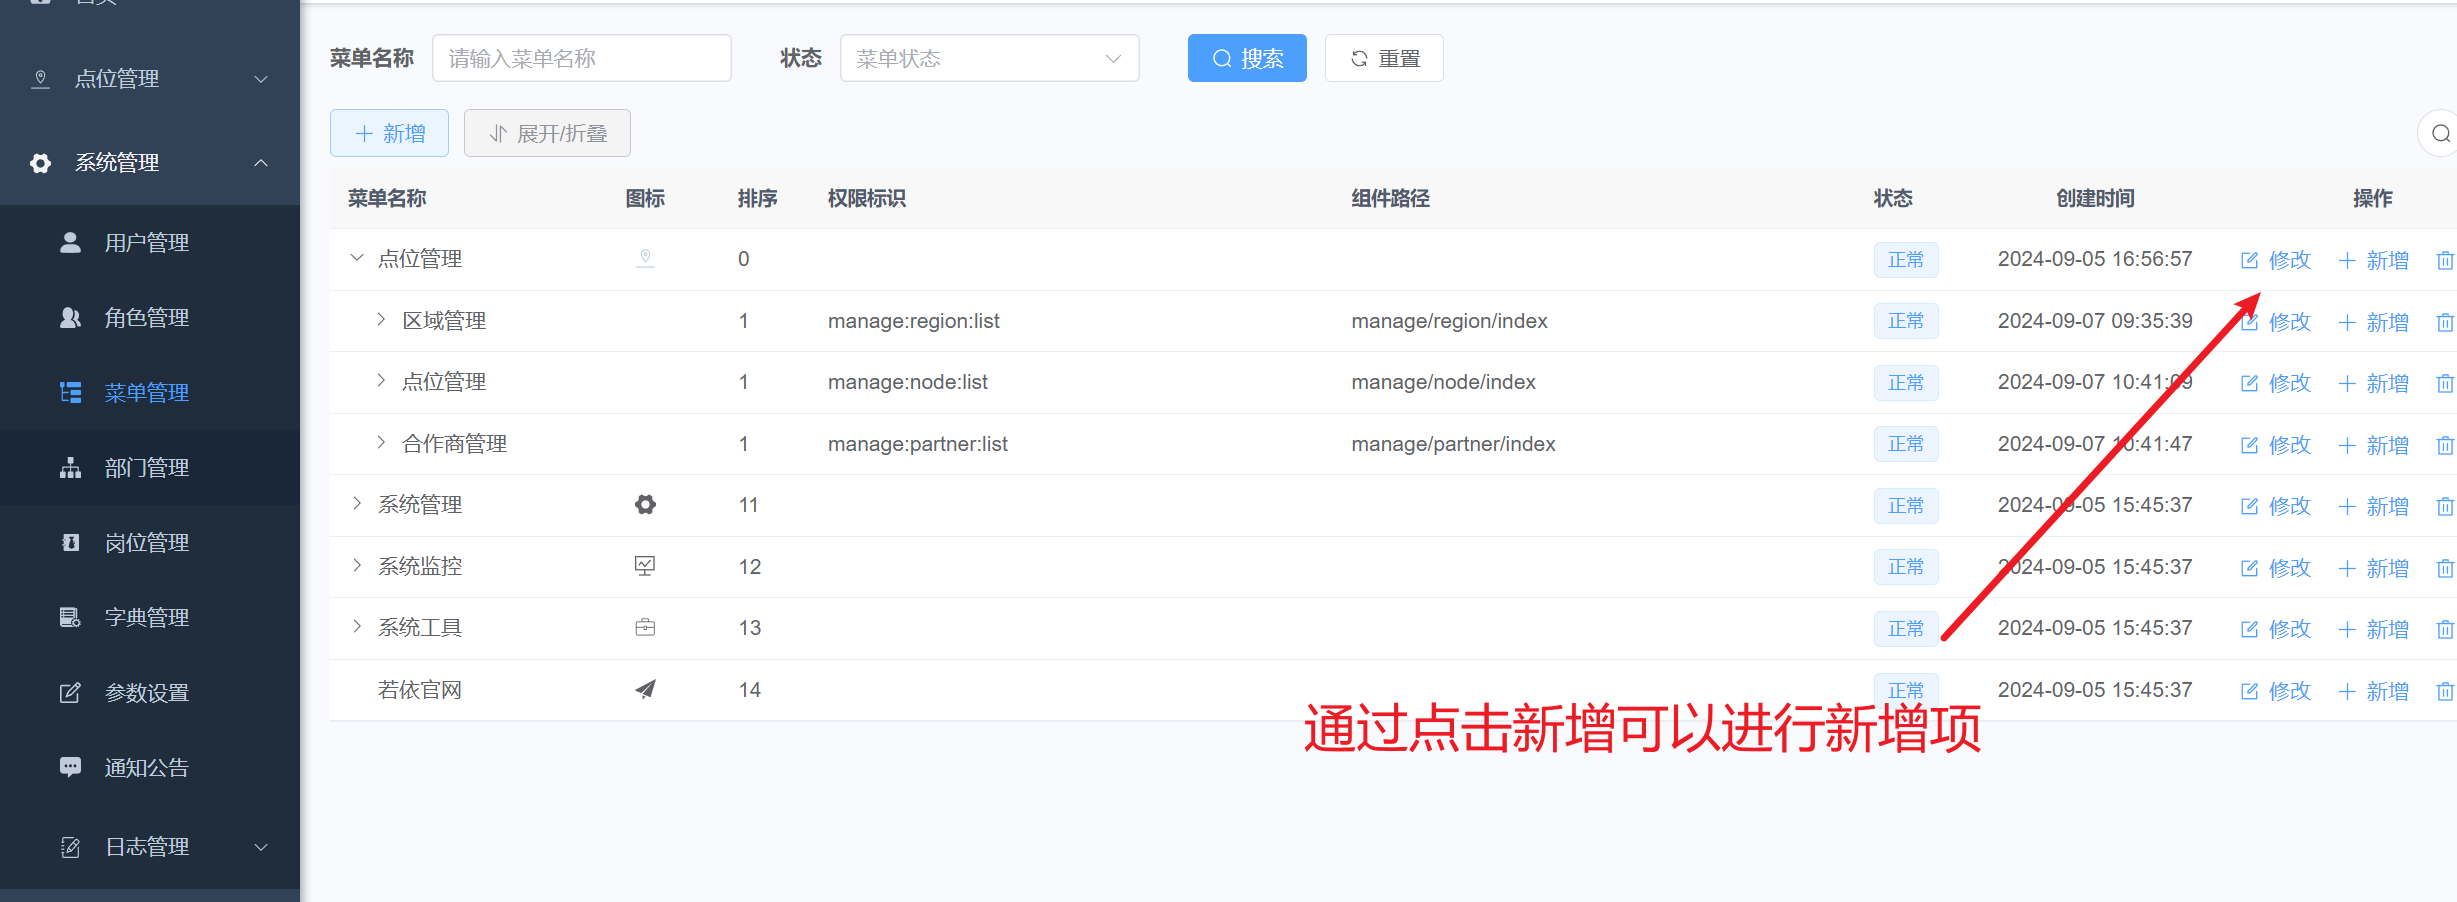 首页
点位管理
系统管理
用户管理
角色管理
菜单管理
部门管理
岗位管理
字典管理
参数设置
通知公告
日志管理
菜单名称 请输入菜单名称 状态 菜单状态 搜索 重置
新增 展开/折叠
菜单名称 图标 排序 权限标识 组件路径 状态 创建时间 操作
点位管理 0 正常 2024-09-05 16:56:57 修改 新增
区域管理 1 manage:region:list manage/region/index 正常 2024-09-07 09:35:39 修改 新增
点位管理 1 manage:node:list manage/node/index 正常 2024-09-07 10:41:09 修改 新增
合作商管理 1 manage:partner:list manage/partner/index 正常 2024-09-07 10:41:47 修改 新增
系统管理 11 正常 2024-09-05 15:45:37 修改 新增
系统监控 12 正常 2024-09-05 15:45:37 修改 新增
系统工具 13 正常 2024-09-05 15:45:37 修改 新增
若依官网 14 正常 2024-09-05 15:45:37 修改 新增
通过点击新增可以进行新增项